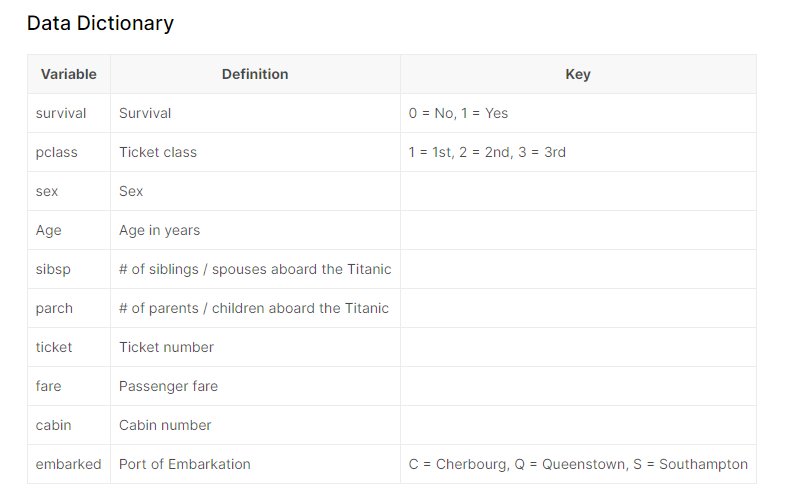 Data Dictionary
Variable Definition Key
survival Survival 0 = No, 1 = Yes
pclass Ticket class 1 = 1st, 2 = 2nd, 3 = 3rd
sex Sex
Age Age in years
sibsp # of siblings / spouses aboard the Titanic
parch # of parents / children aboard the Titanic
ticket Ticket number
fare Passenger fare
cabin Cabin number
embarked Port of Embarkation C = Cherbourg, Q = Queenstown, S = Southampton